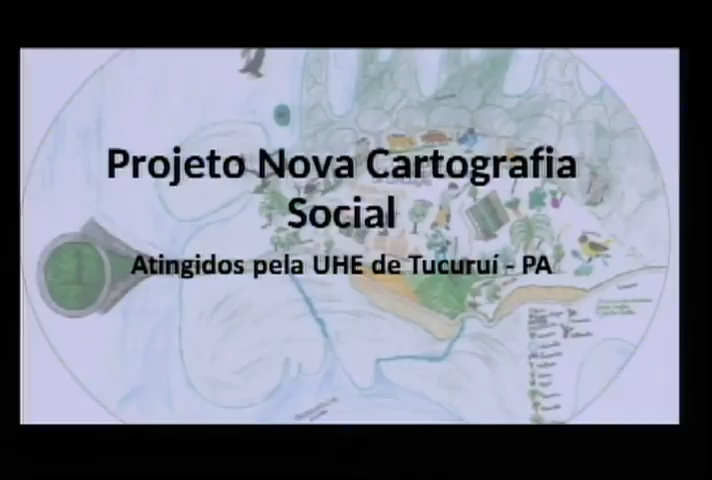 Projeto Nova Cartografia
Social
Atingidos pela UHE de Tucuruí - PA